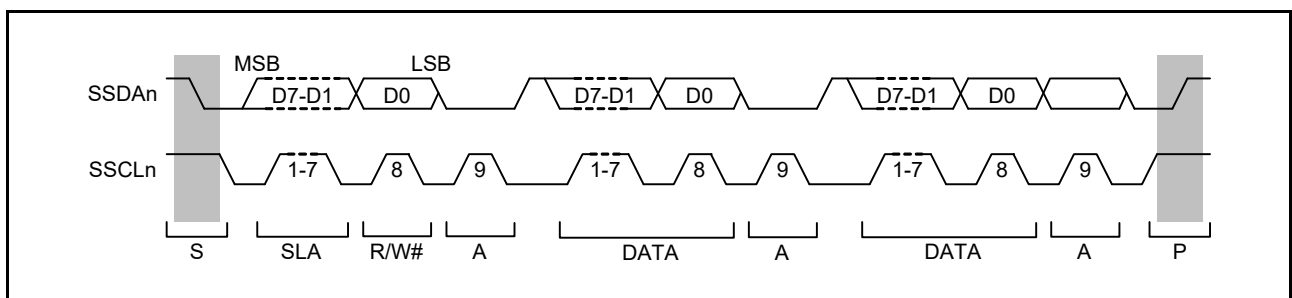 MSB LSB
SSDAn D7-D1 D0 D7-D1 D0 D7-D1 D0
SSCLn 1-7 8 9 1-7 8 9 1-7 8 9
S SLA R/W# A DATA A DATA A P